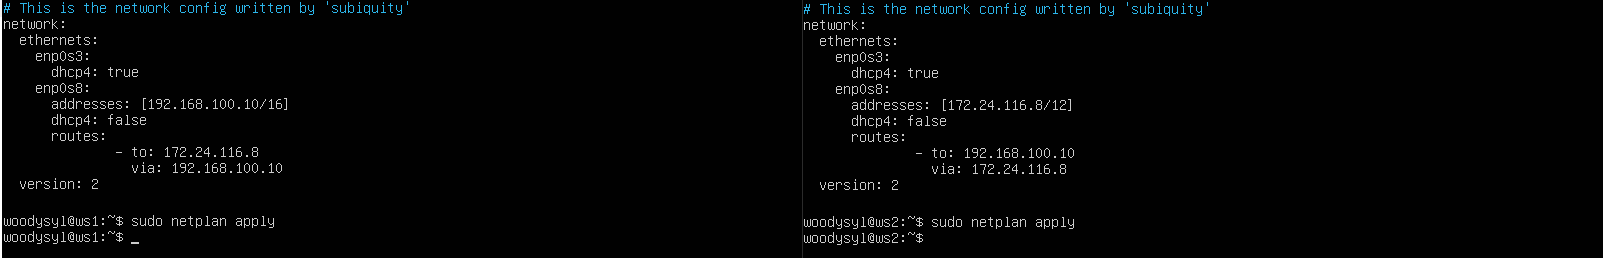 # This is the network config written by 'subiquity'
network:
  ethernets:
    enp0s3:
      dhcp4: true
    enp0s8:
      addresses: [192.168.100.10/16]
      dhcp4: false
      routes:
              - to: 172.24.116.8
                via: 192.168.100.10
  version: 2
woodysyl@ws1:~$ sudo netplan apply
woodysyl@ws1:~$ _
# This is the network config written by 'subiquity'
network:
  ethernets:
    enp0s3:
      dhcp4: true
    enp0s8:
      addresses: [172.24.116.8/12]
      dhcp4: false
      routes:
              - to: 192.168.100.10
                via: 172.24.116.8
  version: 2
woodysyl@ws2:~$ sudo netplan apply
woodysyl@ws2:~$